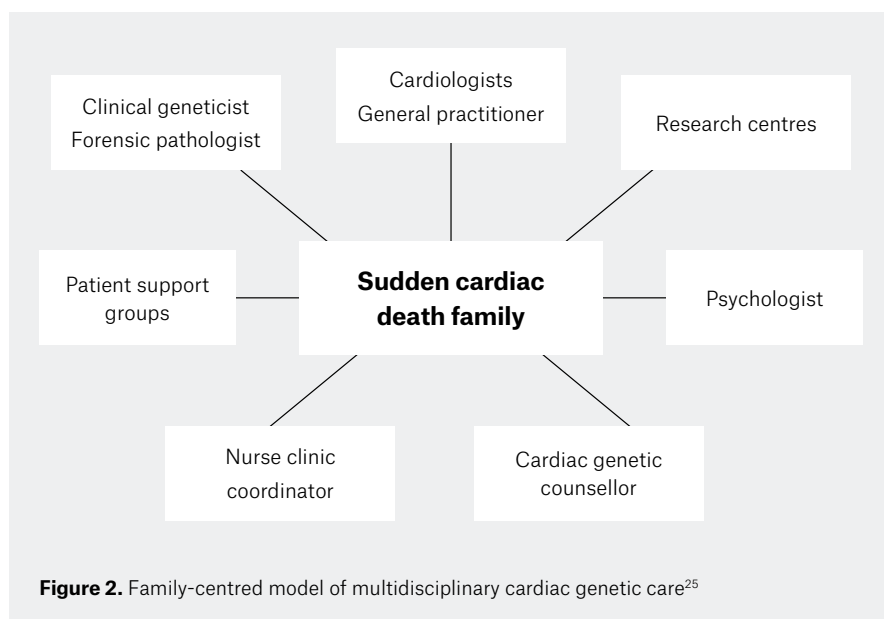 Cardiologists
General practitioner
Clinical geneticist
Forensic pathologist
Research centres
Sudden cardiac
death family
Patient support
groups
Psychologist
Nurse clinic
coordinator
Cardiac genetic
counsellor
Figure 2. Family-centred model of multidisciplinary cardiac genetic care25